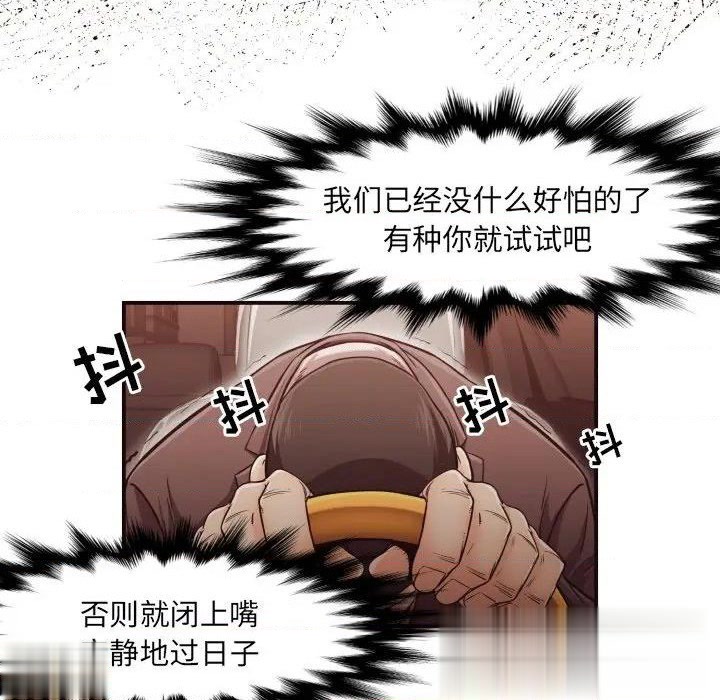 我们已经没什么好怕的了
有种你就试试吧
抖
抖
抖
抖
否则就闭上嘴
静地过日子